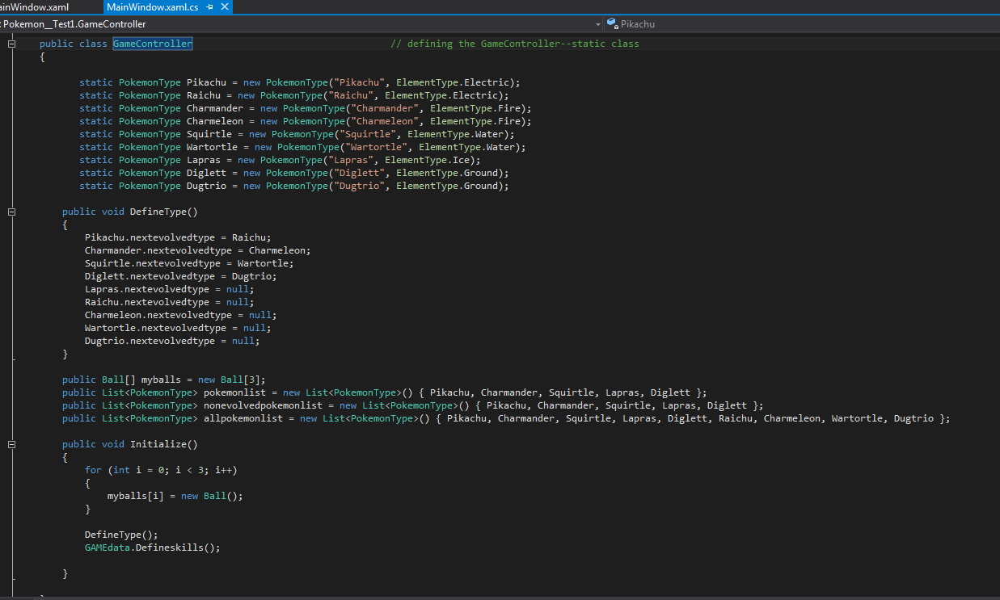 ainWindow.xaml MainWindow.xaml.cs
Pokemon__Test1.GameController Pikachu
public class GameController // defining the GameController--static class
{
static PokemonType Pikachu = new PokemonType("Pikachu", ElementType.Electric);
static PokemonType Raichu = new PokemonType("Raichu", ElementType.Electric);
static PokemonType Charmander = new PokemonType("Charmander", ElementType.Fire);
static PokemonType Charmeleon = new PokemonType("Charmeleon", ElementType.Fire);
static PokemonType Squirtle = new PokemonType("Squirtle", ElementType.Water);
static PokemonType Wartortle = new PokemonType("Wartortle", ElementType.Water);
static PokemonType Lapras = new PokemonType("Lapras", ElementType.Ice);
static PokemonType Diglett = new PokemonType("Diglett", ElementType.Ground);
static PokemonType Dugtrio = new PokemonType("Dugtrio", ElementType.Ground);
public void DefineType()
{
Pikachu.nextevolvedtype = Raichu;
Charmander.nextevolvedtype = Charmeleon;
Squirtle.nextevolvedtype = Wartortle;
Diglett.nextevolvedtype = Dugtrio;
Lapras.nextevolvedtype = null;
Raichu.nextevolvedtype = null;
Charmeleon.nextevolvedtype = null;
Wartortle.nextevolvedtype = null;
Dugtrio.nextevolvedtype = null;
}
public Ball[] myballs = new Ball[3];
public List<PokemonType> pokemonlist = new List<PokemonType>() { Pikachu, Charmander, Squirtle, Lapras, Diglett };
public List<PokemonType> nonevolvedpokemonlist = new List<PokemonType>() { Pikachu, Charmander, Squirtle, Lapras, Diglett };
public List<PokemonType> allpokemonlist = new List<PokemonType>() { Pikachu, Charmander, Squirtle, Lapras, Diglett, Raichu, Charmeleon, Wartortle, Dugtrio };
public void Initialize()
{
for (int i = 0; i < 3; i++)
{
myballs[i] = new Ball();
}
DefineType();
GAMEdata.Defineskills();
}